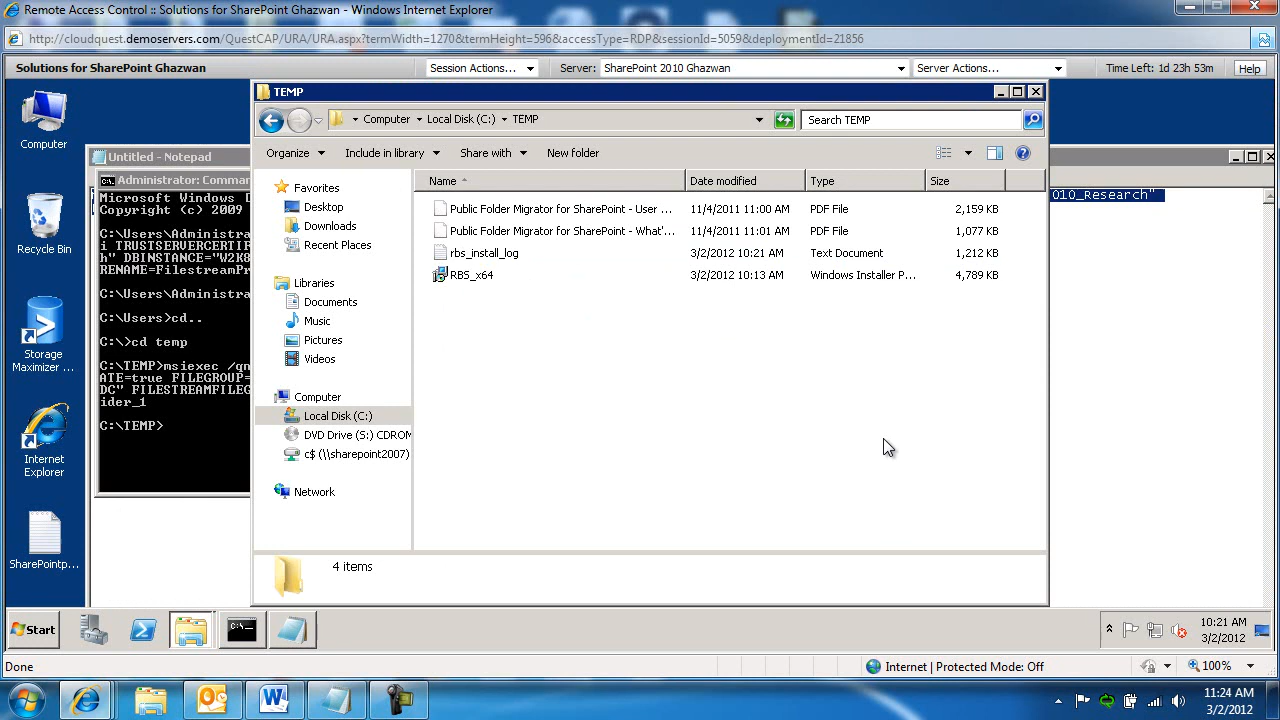 Remote Access Control :: Solutions for SharePoint Ghazwan - Windows Internet Explorer
http://cloudquest.demoservers.com/QuestCAP/URA/URA.aspx?termWidth=1270&termHeight=596&accessType=RDP&sessionId=5059&deploymentId=21856
Solutions for SharePoint Ghazwan
Session Actions...
Server:
SharePoint 2010 Ghazwan
Server Actions...
Time Left: 1d 23h 53m
Help
Computer
Recycle Bin
Storage
Maximizer ...
Internet
Explorer
SharePointp...
Untitled - Notepad
010_Research"
Administrator: Comma
Microsoft Windows [
Copyright (c) 2009
C:\Users\Administra
i TRUSTSERVERCERTIF
h" DBINSTANCE="W2K8
RENAME=FilestreamPr
C:\Users\Administra
C:\Users>cd..
C:\>cd temp
C:\TEMP>msiexec /qn
ATE=true FILEGROUP=
DC" FILESTREAMFILEG
ider_1
C:\TEMP>
TEMP
Computer
Local Disk (C:)
TEMP
Search TEMP
Organize
Include in library
Share with
New folder
Favorites
Desktop
Downloads
Recent Places
Libraries
Documents
Music
Pictures
Videos
Computer
Local Disk (C:)
DVD Drive (S:) CDROM
c$ (\\sharepoint2007)
Network
Name
Date modified
Type
Size
Public Folder Migrator for SharePoint - User ...
11/4/2011 11:00 AM
PDF File
2,159 KB
Public Folder Migrator for SharePoint - What'...
11/4/2011 11:01 AM
PDF File
1,077 KB
rbs_install_log
3/2/2012 10:21 AM
Text Document
1,212 KB
RBS_x64
3/2/2012 10:13 AM
Windows Installer P...
4,789 KB
4 items
Start
10:21 AM
3/2/2012
Done
Internet | Protected Mode: Off
100%
11:24 AM
3/2/2012